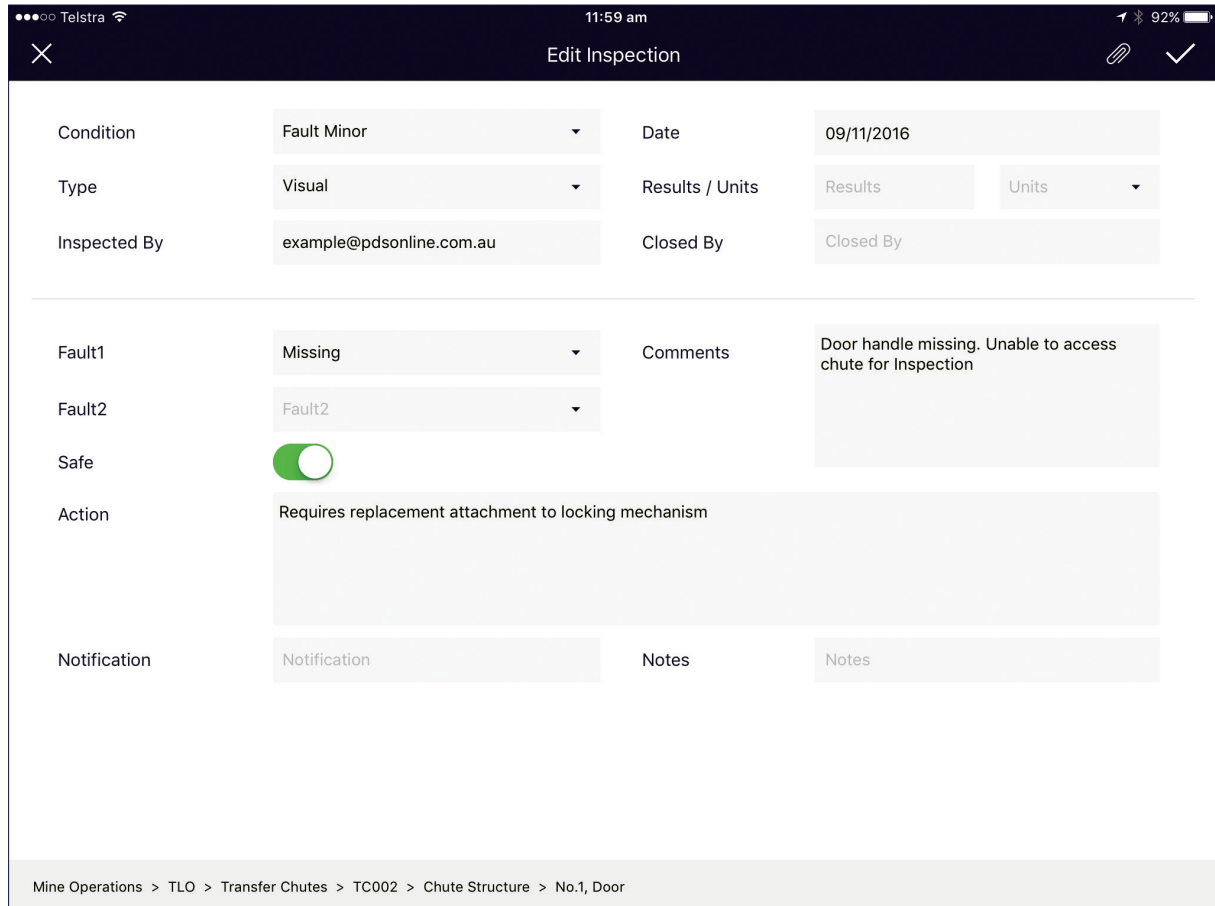 Telstra 11:59 am 92%
Edit Inspection
Condition Fault Minor Date 09/11/2016
Type Visual Results / Units Results Units
Inspected By example@pdsonline.com.au Closed By Closed By
Fault1 Missing Comments Door handle missing. Unable to access
chute for Inspection
Fault2 Fault2
Safe
Action Requires replacement attachment to locking mechanism
Notification Notification Notes Notes
Mine Operations > TLO > Transfer Chutes > TC002 > Chute Structure > No.1, Door